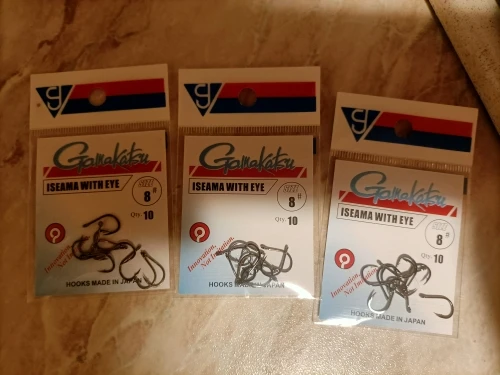 Gamakatsu
ISEAMA WITH EYE
SIZE
8#
Qty. 10
Innovation,
Not Imitation.
HOOKS MADE IN JAPAN
Gamakatsu
ISEAMA WITH EYE
SIZE
8#
Qty. 10
Innovation,
Not Imitation.
HOOKS MADE IN JAPAN
Gamakatsu
ISEAMA WITH EYE
SIZE
8#
Qty. 10
Innovation,
Not Imitation.
HOOKS MADE IN JAPAN